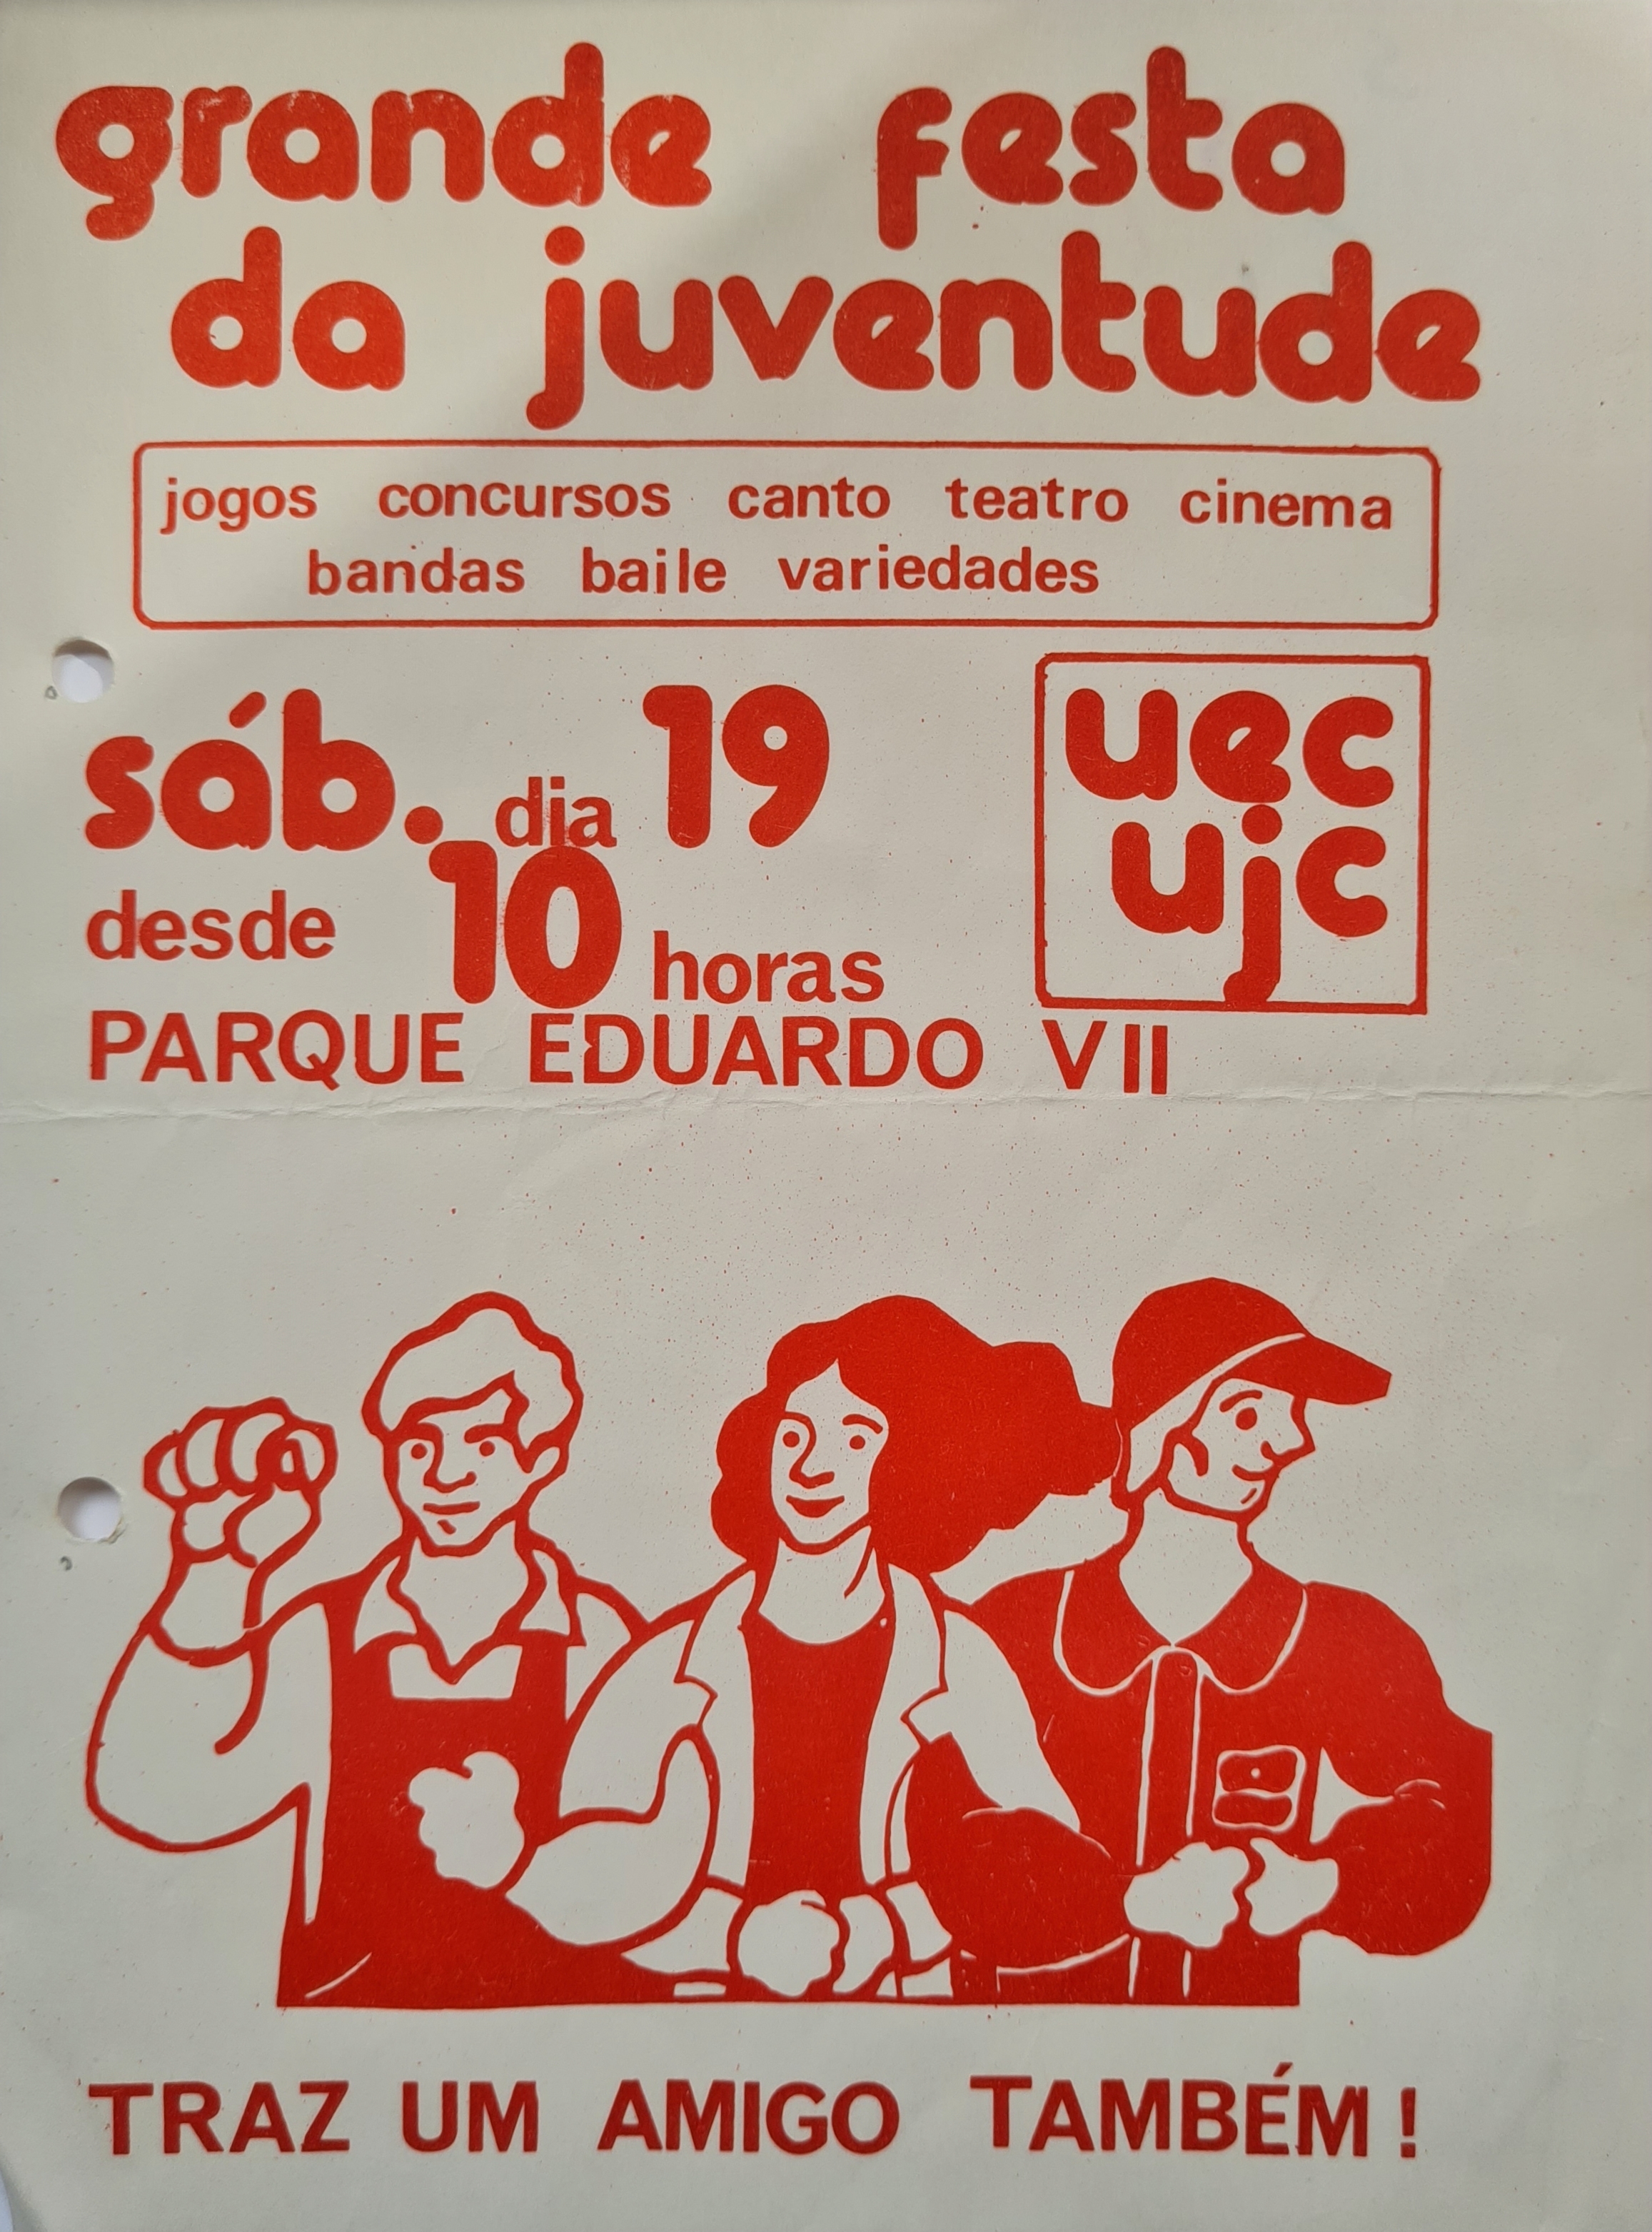 grande festa
da juventude
jogos concursos canto teatro cinema
bandas baile variedades
sáb. dia 19
desde 10 horas
PARQUE EDUARDO VII
uec
ujc
TRAZ UM AMIGO TAMBÉM !